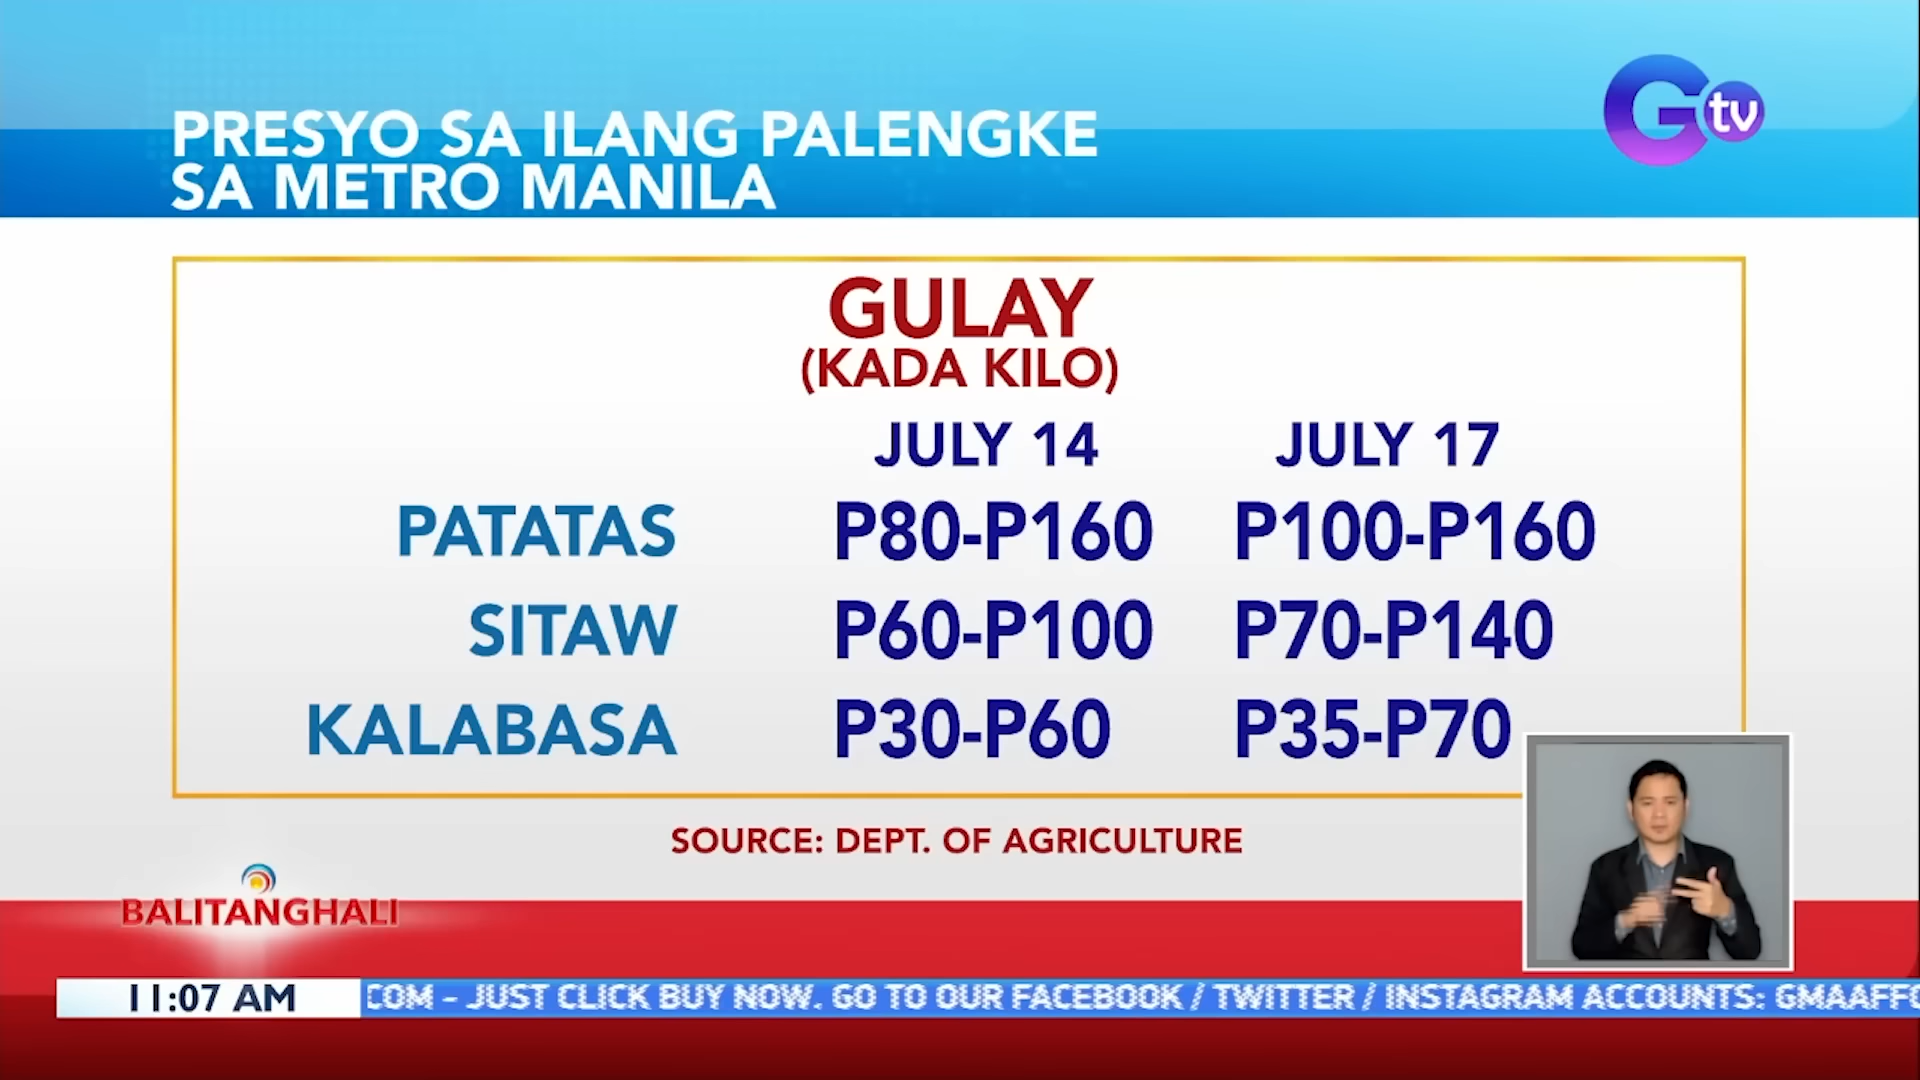 PRESYO SA ILANG PALENGKE
SA METRO MANILA
G tv
GULAY
(KADA KILO)
JULY 14 JULY 17
PATATAS P80-P160 P100-P160
SITAW P60-P100 P70-P140
KALABASA P30-P60 P35-P70
SOURCE: DEPT. OF AGRICULTURE
BALITANGHALI
11:07 AM COM - JUST CLICK BUY NOW. GO TO OUR FACEBOOK / TWITTER / INSTAGRAM ACCOUNTS: GMAAFFO